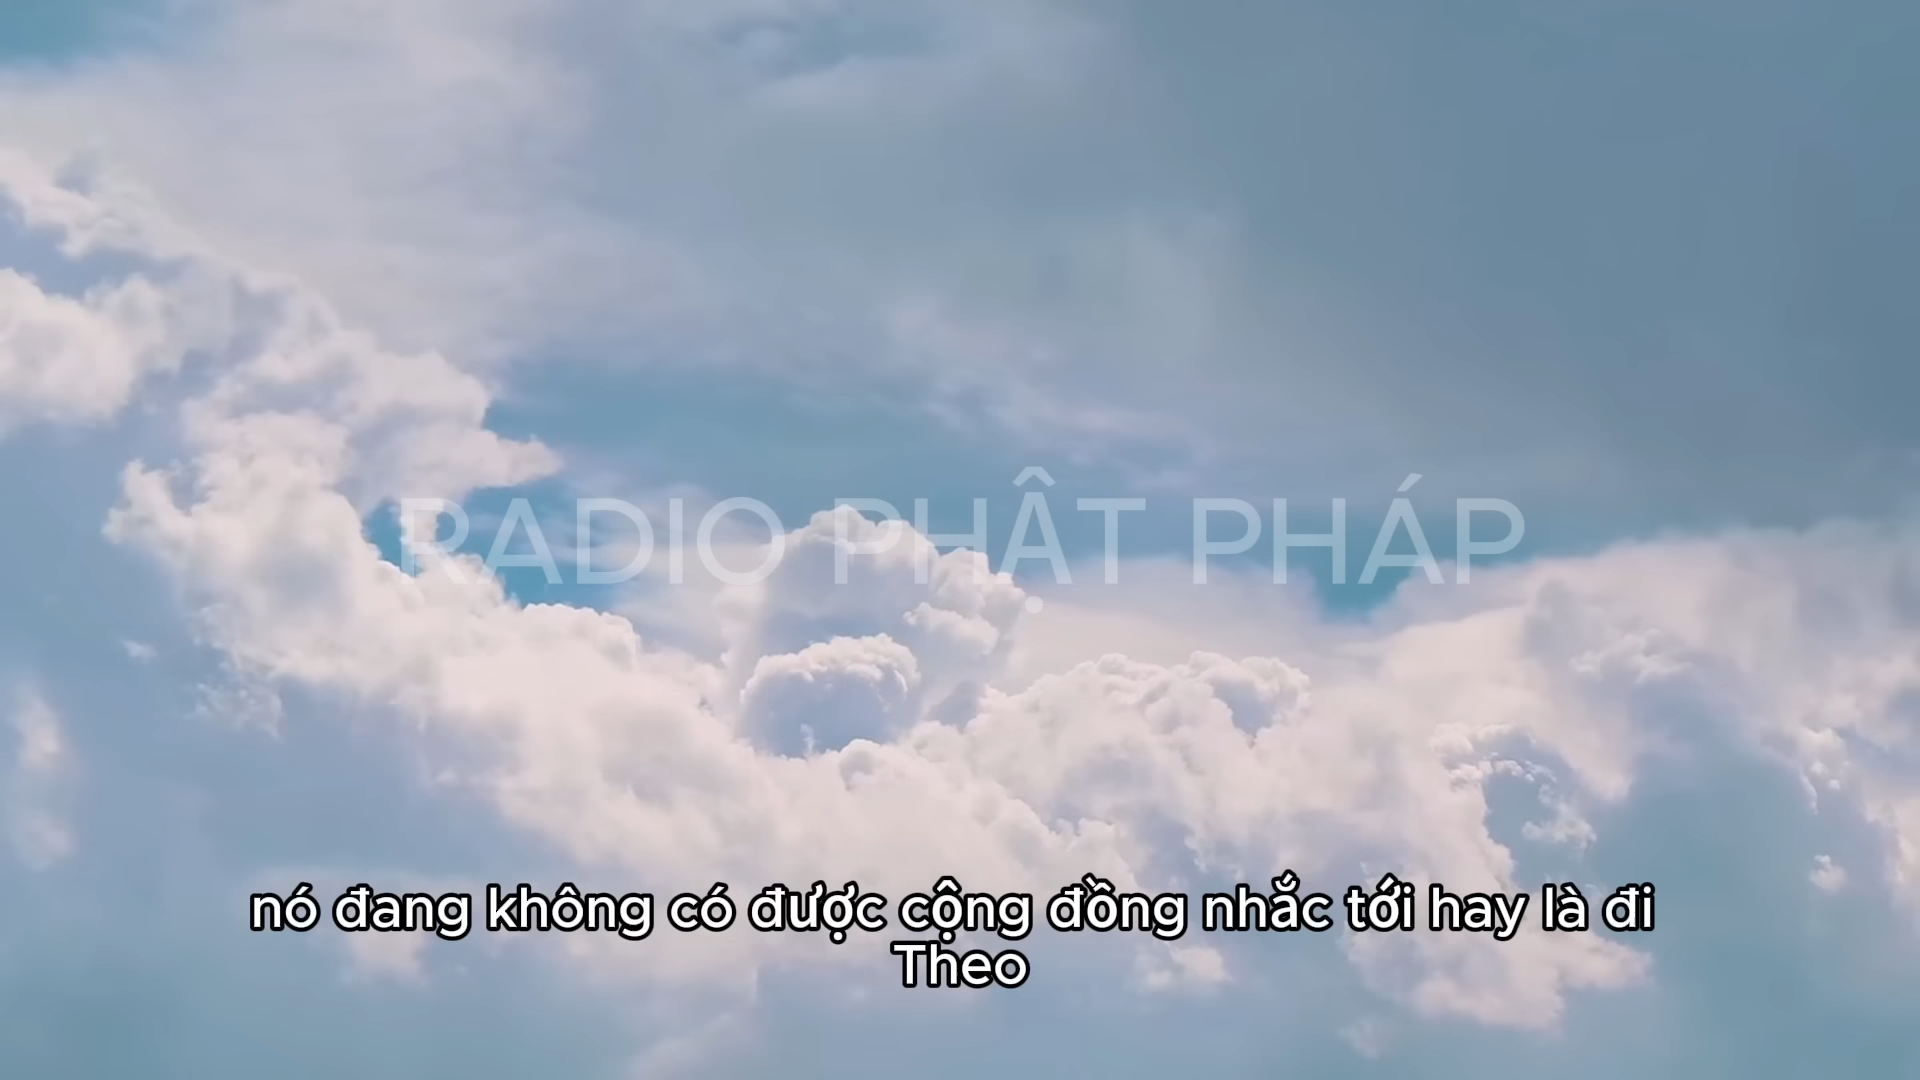 RADIO PHẬT PHÁP
nó đang không có được cộng đồng nhắc tới hay là đi
Theo